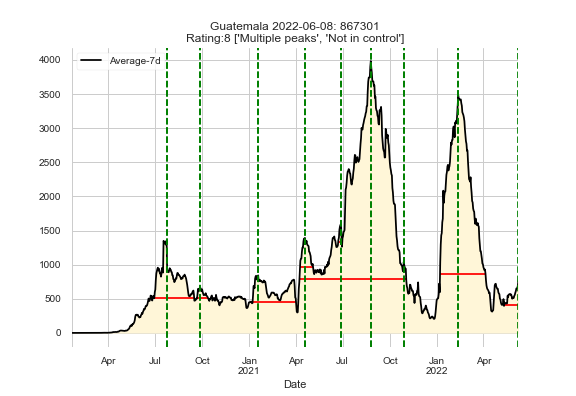 Guatemala 2022-06-08: 867301
Rating:8 ['Multiple peaks', 'Not in control']
Average-7d
4000
3500
3000
2500
2000
1500
1000
500
0
Apr
Jul
Oct
Jan
2021
Apr
Jul
Oct
Jan
2022
Apr
Date